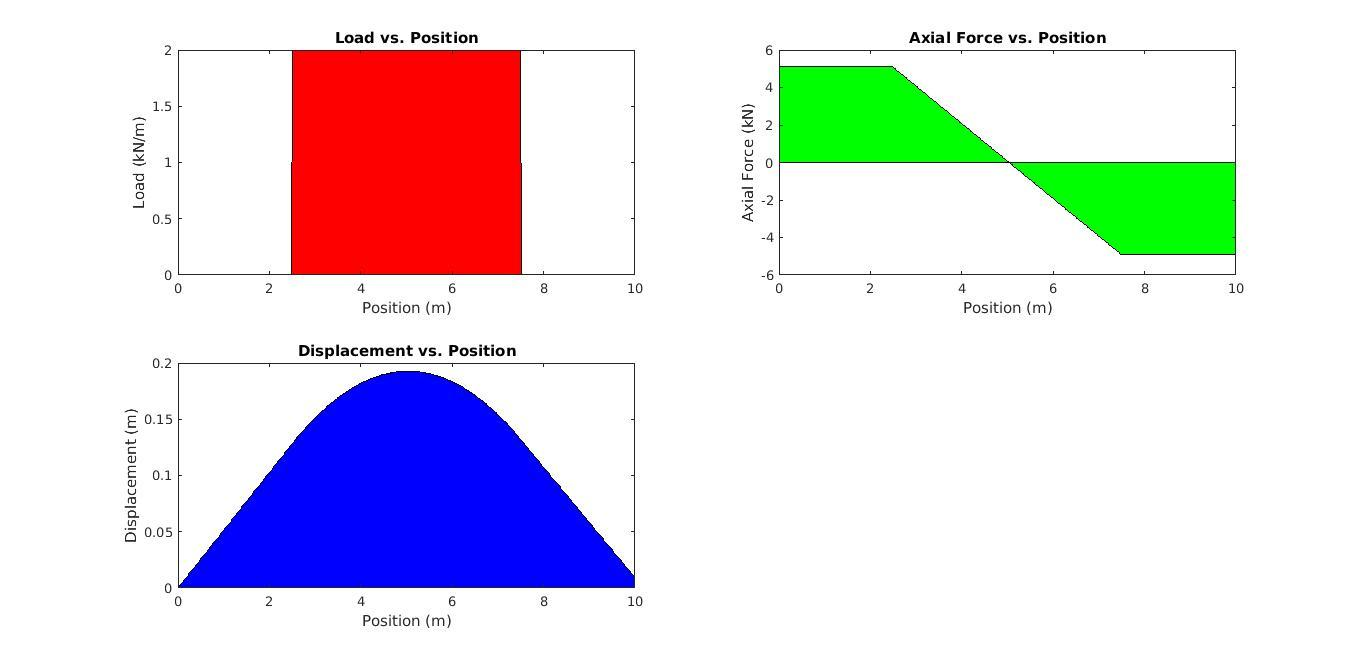 Load vs. Position
2
1.5
1
0.5
0
Load (kN/m)
0 2 4 6 8 10
Position (m)
Axial Force vs. Position
6
4
2
0
-2
-4
-6
Axial Force (kN)
0 2 4 6 8 10
Position (m)
Displacement vs. Position
0.2
0.15
0.1
0.05
0
Displacement (m)
0 2 4 6 8 10
Position (m)